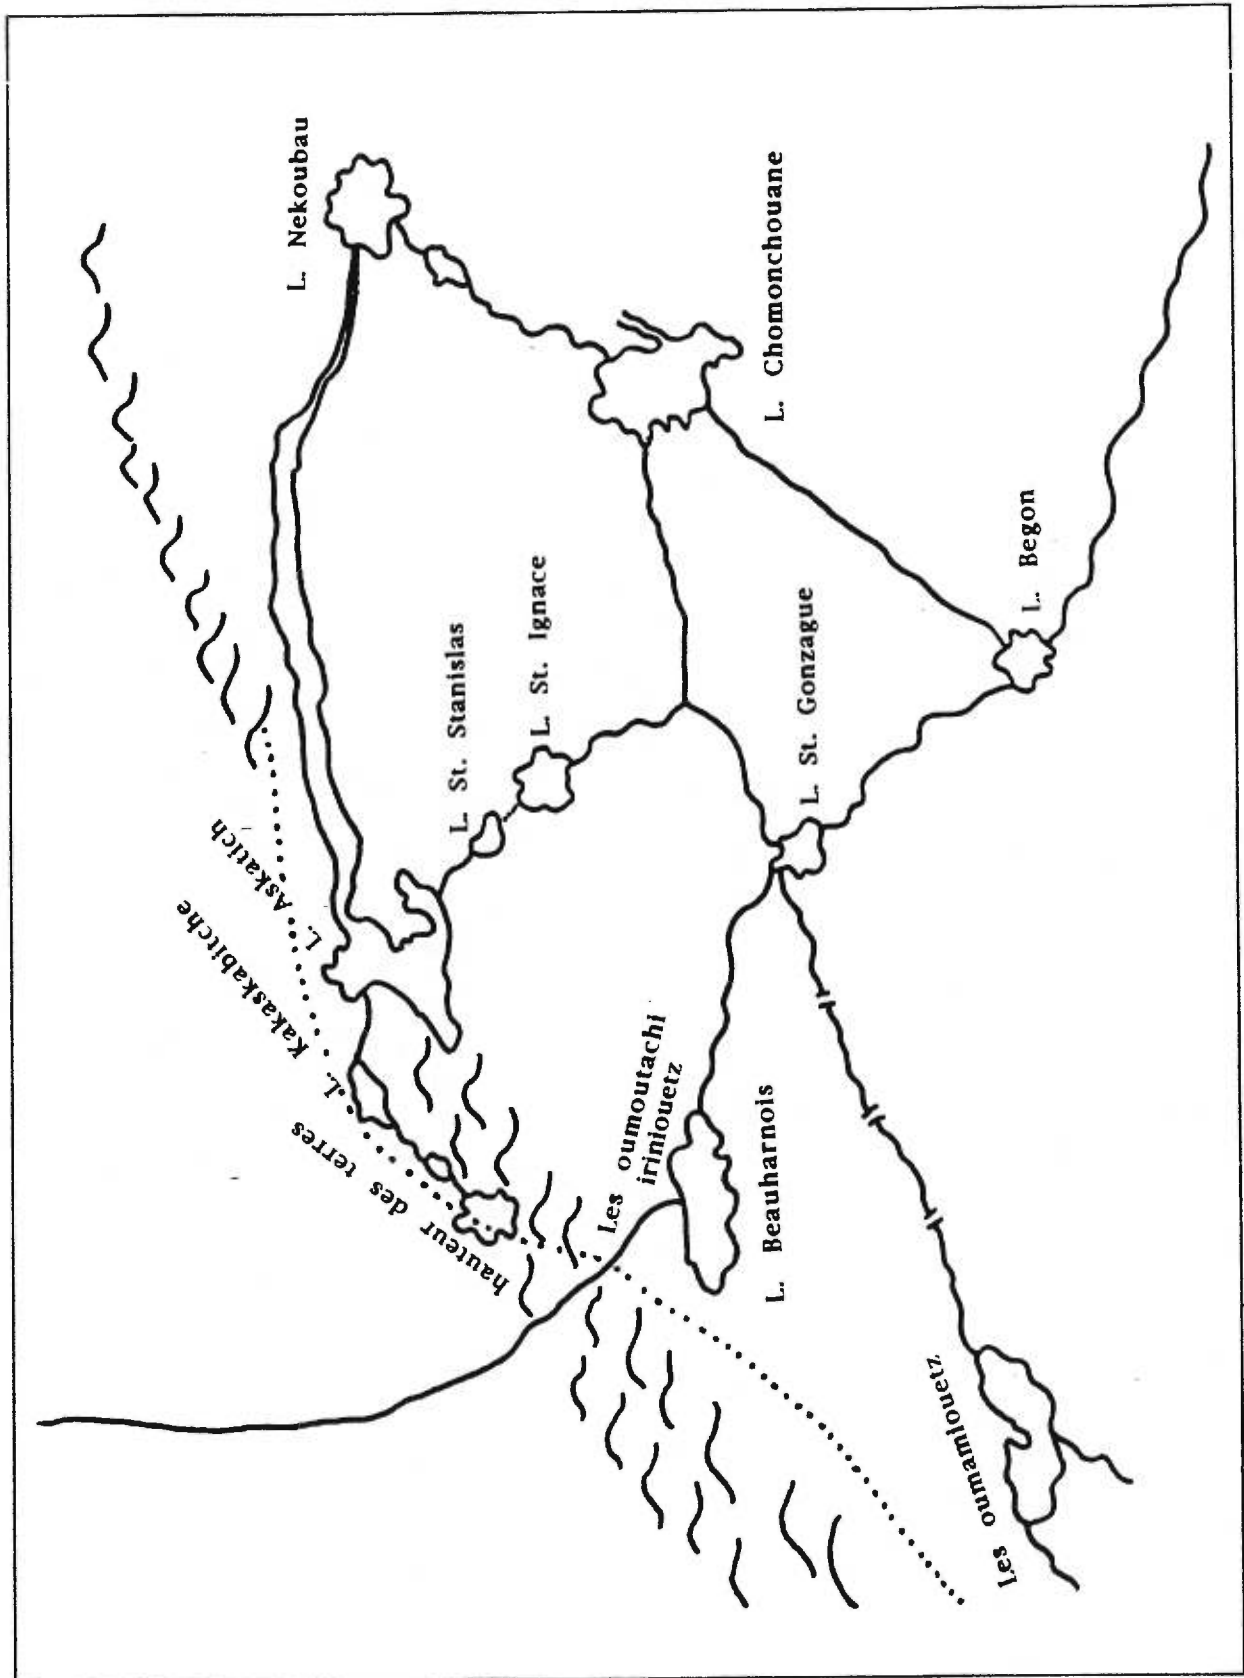 L. Nekoubau
L. Chomonchouane
L. Begon
L. St. Ignace
L. St. Stanislas
L. St. Gonzague
L. Askatich
L. Kakaskabitche
hauteur des terres
Les oumoutachi
iriniouetz
L. Beauharnois
Les oumamiouetz